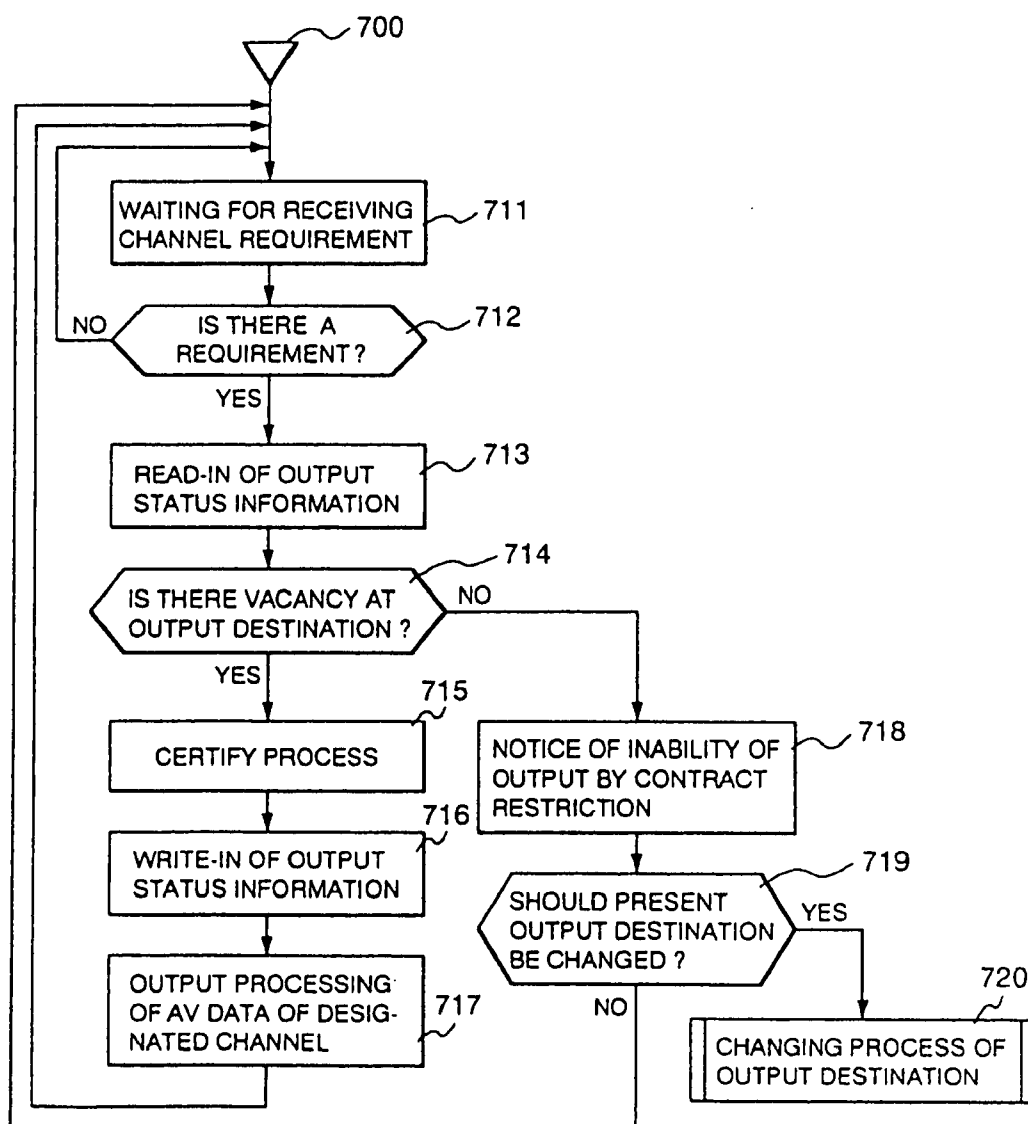 700
WAITING FOR RECEIVING
CHANNEL REQUIREMENT
711
IS THERE A
REQUIREMENT ?
712
NO
YES
READ-IN OF OUTPUT
STATUS INFORMATION
713
IS THERE VACANCY AT
OUTPUT DESTINATION ?
714
NO
YES
CERTIFY PROCESS
715
WRITE-IN OF OUTPUT
STATUS INFORMATION
716
OUTPUT PROCESSING
OF AV DATA OF DESIG-
NATED CHANNEL
717
NOTICE OF INABILITY OF
OUTPUT BY CONTRACT
RESTRICTION
718
SHOULD PRESENT
OUTPUT DESTINATION
BE CHANGED ?
719
YES
NO
CHANGING PROCESS OF
OUTPUT DESTINATION
720